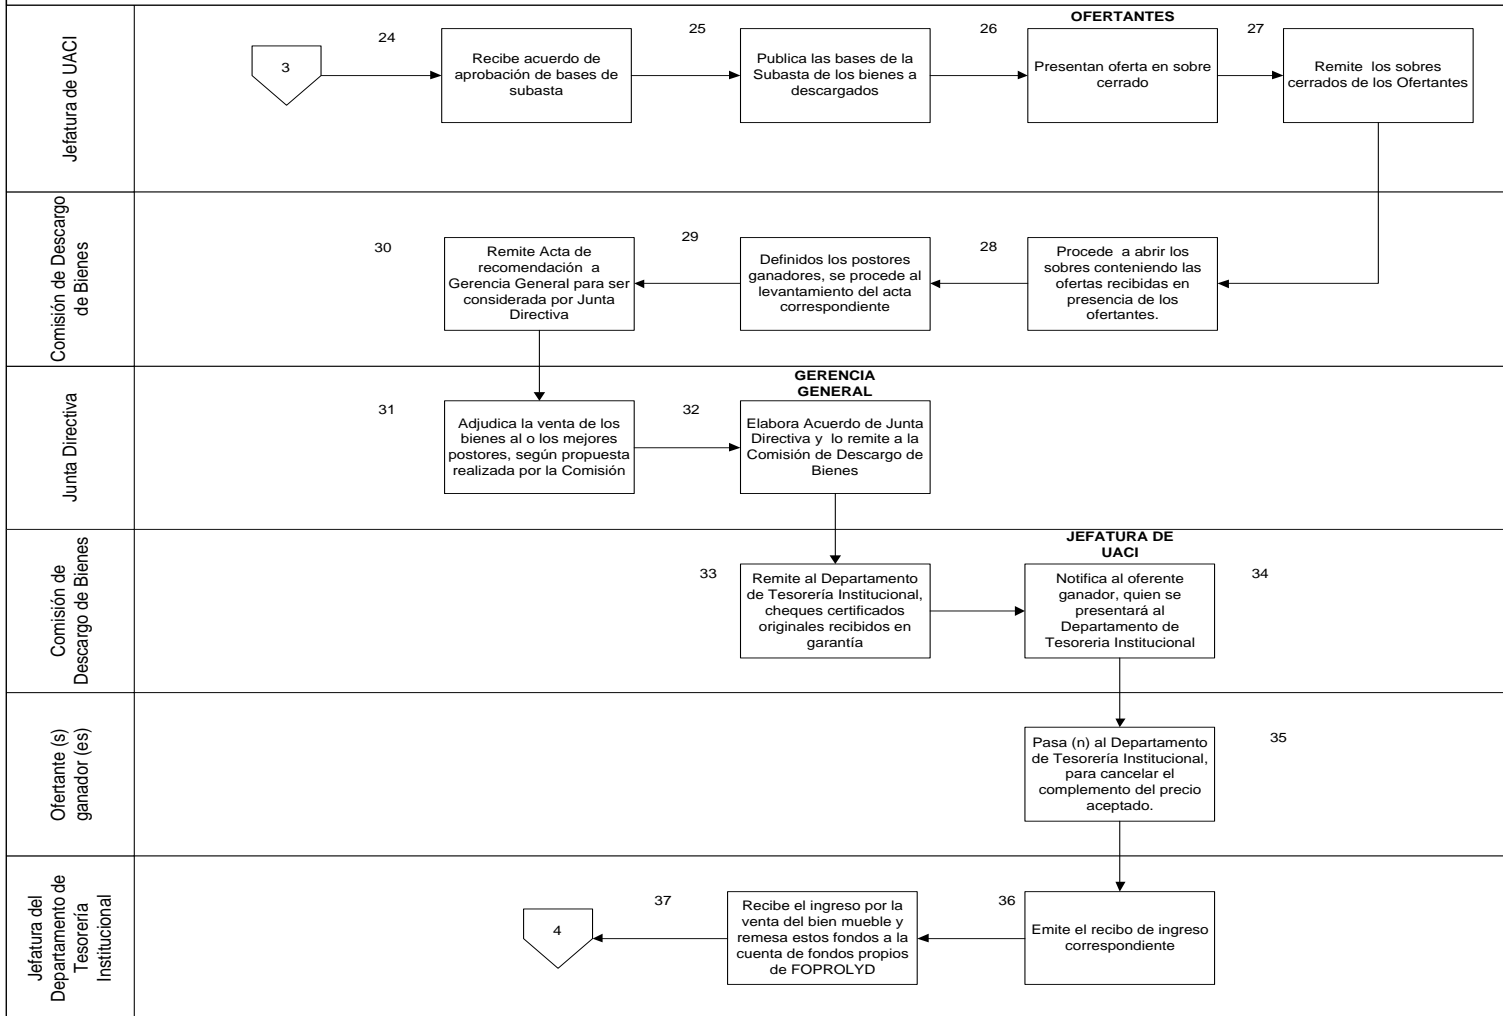 Jefatura de UACI
3
24
Recibe acuerdo de
aprobación de bases de
subasta
25
Publica las bases de la
Subasta de los bienes a
descargados
26
OFERTANTES
Presentan oferta en sobre
cerrado
27
Remite los sobres
cerrados de los Ofertantes
Comisión de Descargo
de Bienes
28
Procede a abrir los
sobres conteniendo las
ofertas recibidas en
presencia de los
ofertantes.
29
Definidos los postores
ganadores, se procede al
levantamiento del acta
correspondiente
30
Remite Acta de
recomendación a
Gerencia General para ser
considerada por Junta
Directiva
Junta Directiva
31
Adjudica la venta de los
bienes al o los mejores
postores, según propuesta
realizada por la Comisión
32
GERENCIA
GENERAL
Elabora Acuerdo de Junta
Directiva y lo remite a la
Comisión de Descargo de
Bienes
Comisión de
Descargo de Bienes
33
Remite al Departamento
de Tesorería Institucional,
cheques certificados
originales recibidos en
garantía
JEFATURA DE
UACI
34
Notifica al oferente
ganador, quien se
presentará al
Departamento de
Tesoreria Institucional
Ofertante (s)
ganador (es)
35
Pasa (n) al Departamento
de Tesorería Institucional,
para cancelar el
complemento del precio
aceptado.
Jefatura del
Departamento de
Tesorería
Institucional
36
Emite el recibo de ingreso
correspondiente
37
Recibe el ingreso por la
venta del bien mueble y
remesa estos fondos a la
cuenta de fondos propios
de FOPROLYD
4